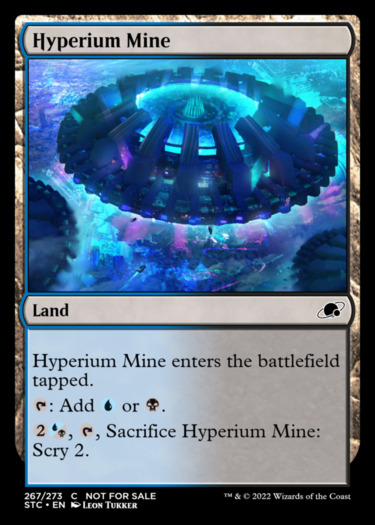 Hyperium Mine
Land
Hyperium Mine enters the battlefield
tapped.
: Add or .
2 , , Sacrifice Hyperium Mine:
Scry 2.
267/273 C NOT FOR SALE
STC • EN Leon Tukker
™ & © 2022 Wizards of the Coast